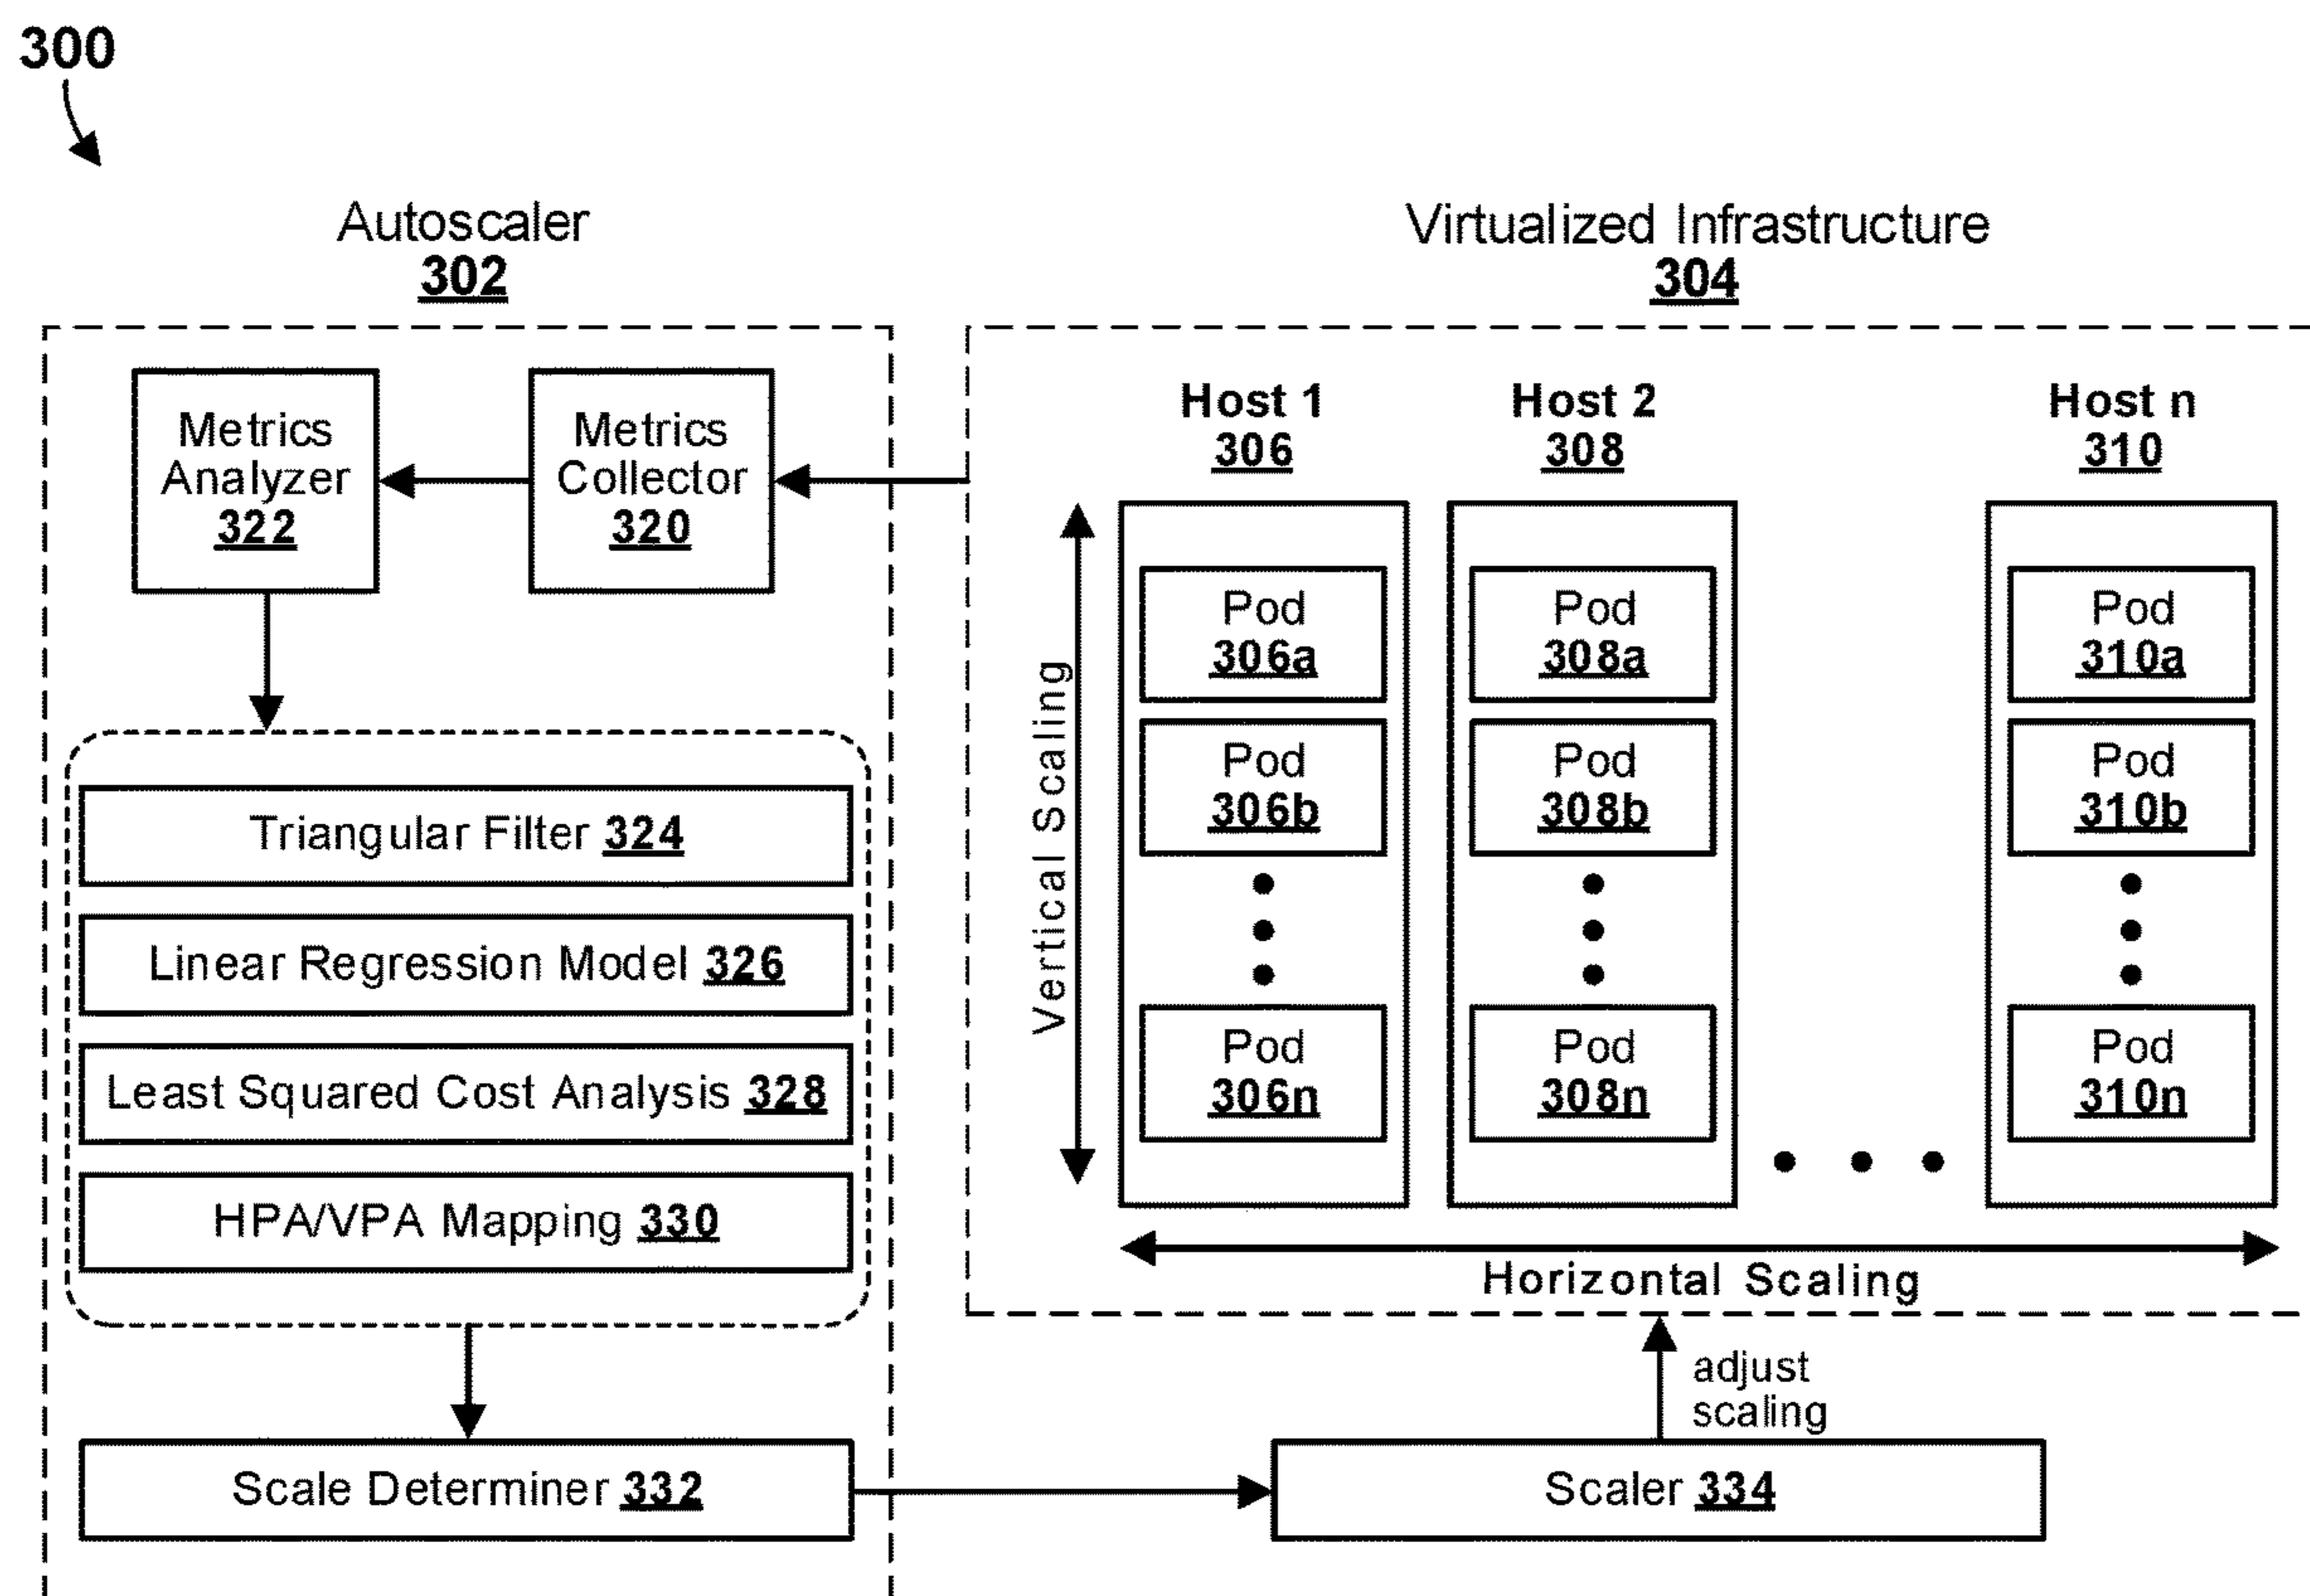 300
Autoscaler
302
Metrics
Analyzer
322
Metrics
Collector
320
Triangular Filter 324
Linear Regression Model 326
Least Squared Cost Analysis 328
HPA/VPA Mapping 330
Scale Determiner 332
Virtualized Infrastructure
304
Vertical Scaling
Host 1
306
Pod
306a
Pod
306b
Pod
306n
Host 2
308
Pod
308a
Pod
308b
Pod
308n
Host n
310
Pod
310a
Pod
310b
Pod
310n
Horizontal Scaling
adjust
scaling
Scaler 334